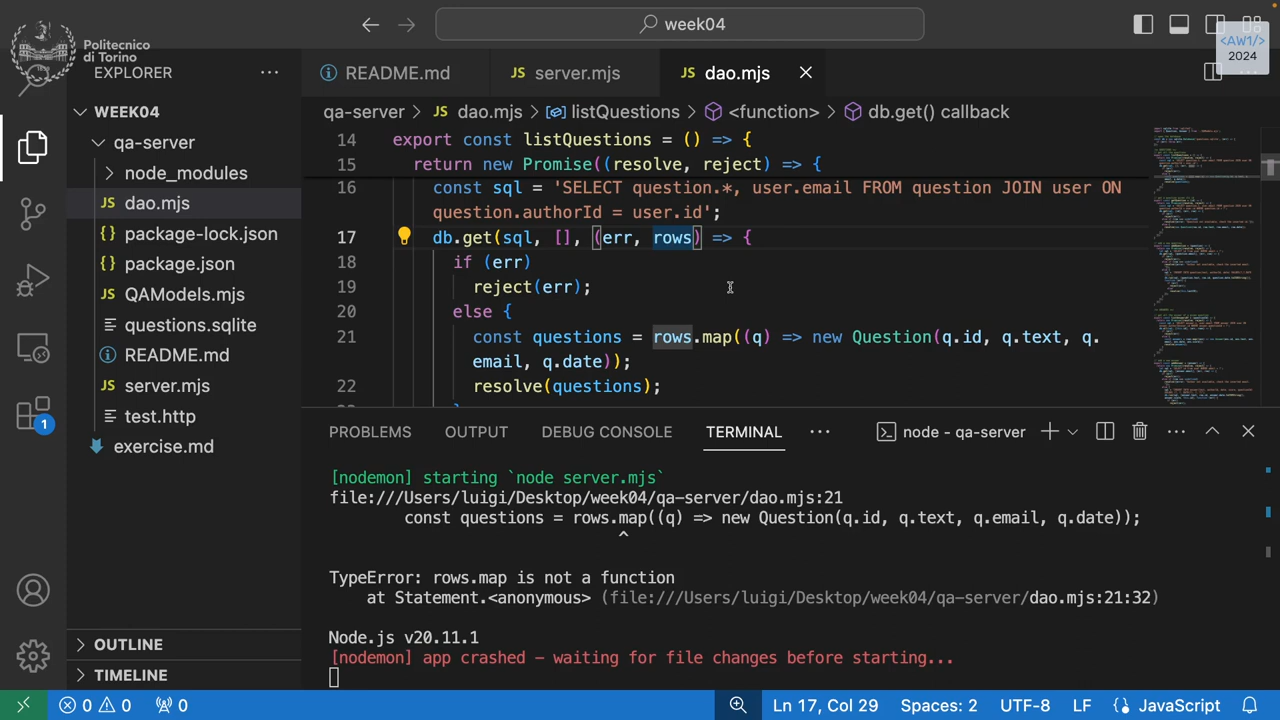 week04
Politecnico
di Torino
<AW1/>
2024
EXPLORER
README.md
server.mjs
dao.mjs
WEEK04
qa-server
node_modules
dao.mjs
package-lock.json
package.json
QAModels.mjs
questions.sqlite
README.md
server.mjs
test.http
exercise.md
1
OUTLINE
TIMELINE
qa-server > dao.mjs > listQuestions > <function> > db.get() callback
14 export const listQuestions = () => {
15 return new Promise((resolve, reject) => {
16 const sql = 'SELECT question.*, user.email FROM question JOIN user ON
question.authorId = user.id';
17 db.get(sql, [], (err, rows) => {
18 if (err)
19 reject(err);
20 else {
21 const questions = rows.map((q) => new Question(q.id, q.text, q.
email, q.date));
22 resolve(questions);
PROBLEMS OUTPUT DEBUG CONSOLE TERMINAL
node - qa-server
[nodemon] starting `node server.mjs`
file:///Users/luigi/Desktop/week04/qa-server/dao.mjs:21
const questions = rows.map((q) => new Question(q.id, q.text, q.email, q.date));
^
TypeError: rows.map is not a function
at Statement.<anonymous> (file:///Users/luigi/Desktop/week04/qa-server/dao.mjs:21:32)
Node.js v20.11.1
[nodemon] app crashed – waiting for file changes before starting...
0 0 0 Ln 17, Col 29 Spaces: 2 UTF-8 LF JavaScript